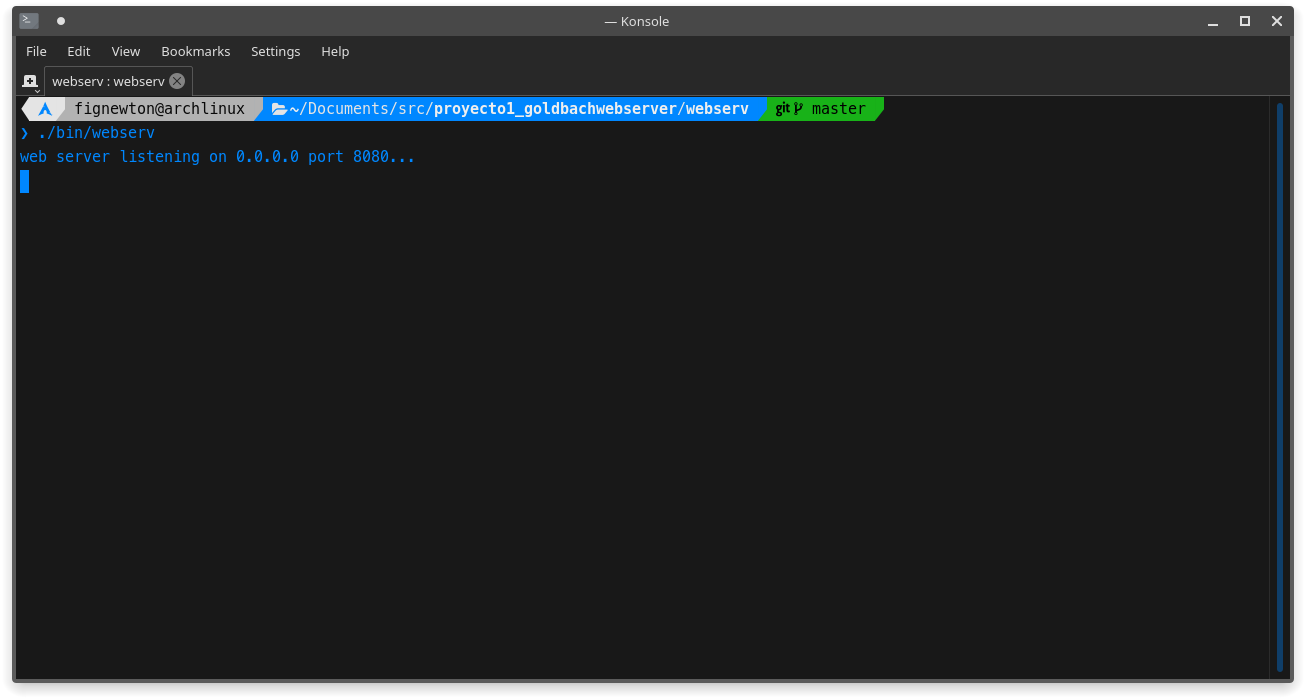 — Konsole
File Edit View Bookmarks Settings Help
webserv : webserv
fignewton@archlinux ~/Documents/src/proyecto1_goldbachwebserver/webserv git master
❯ ./bin/webserv
web server listening on 0.0.0.0 port 8080...